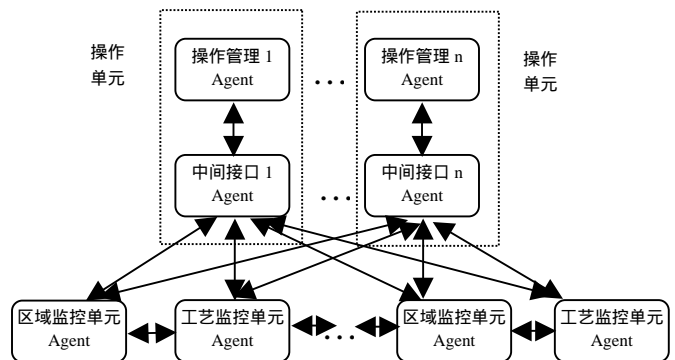 操作
单元
操作管理 1
Agent
...
操作管理 n
Agent
操作
单元
中间接口 1
Agent
...
中间接口 n
Agent
区域监控单元
Agent
工艺监控单元
Agent
...
区域监控单元
Agent
工艺监控单元
Agent